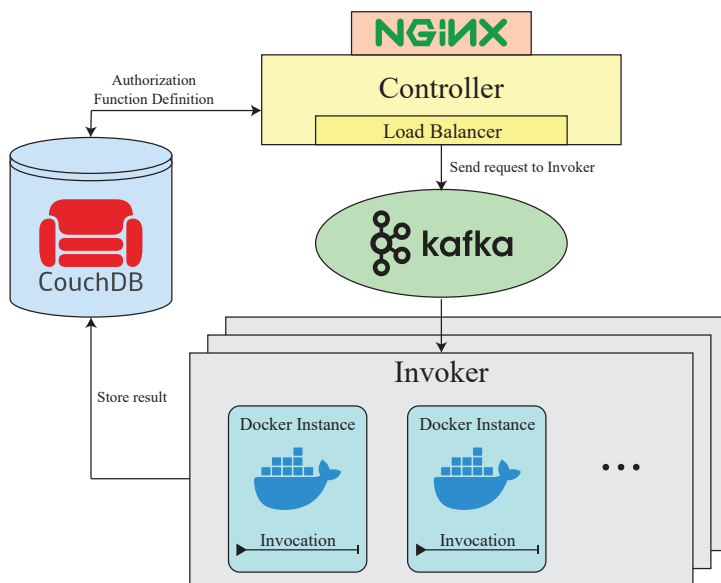 NGiNX
Authorization
Function Definition
Controller
Load Balancer
Send request to Invoker
kafka
CouchDB
Invoker
Store result
Docker Instance
Docker Instance
Invocation
Invocation